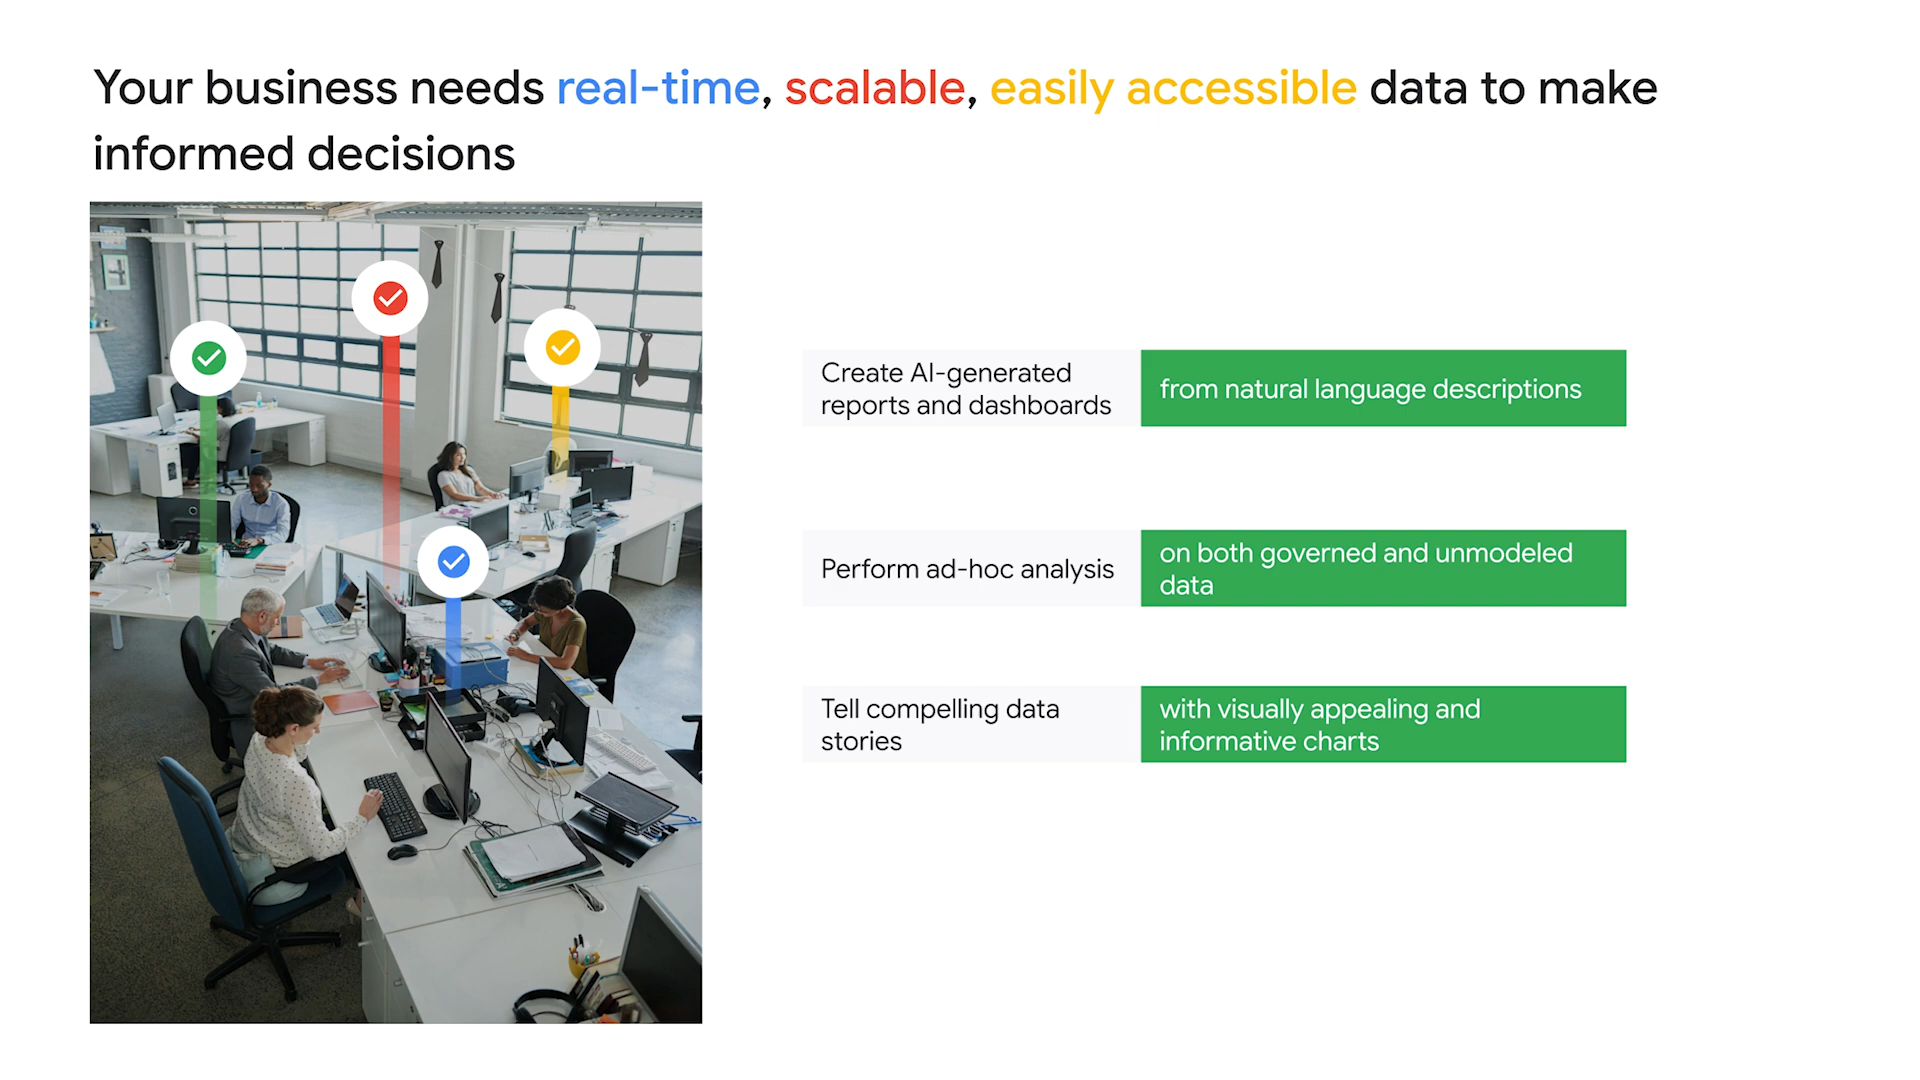 Your business needs real-time, scalable, easily accessible data to make
informed decisions
Create AI-generated
reports and dashboards
from natural language descriptions
Perform ad-hoc analysis
on both governed and unmodeled
data
Tell compelling data
stories
with visually appealing and
informative charts